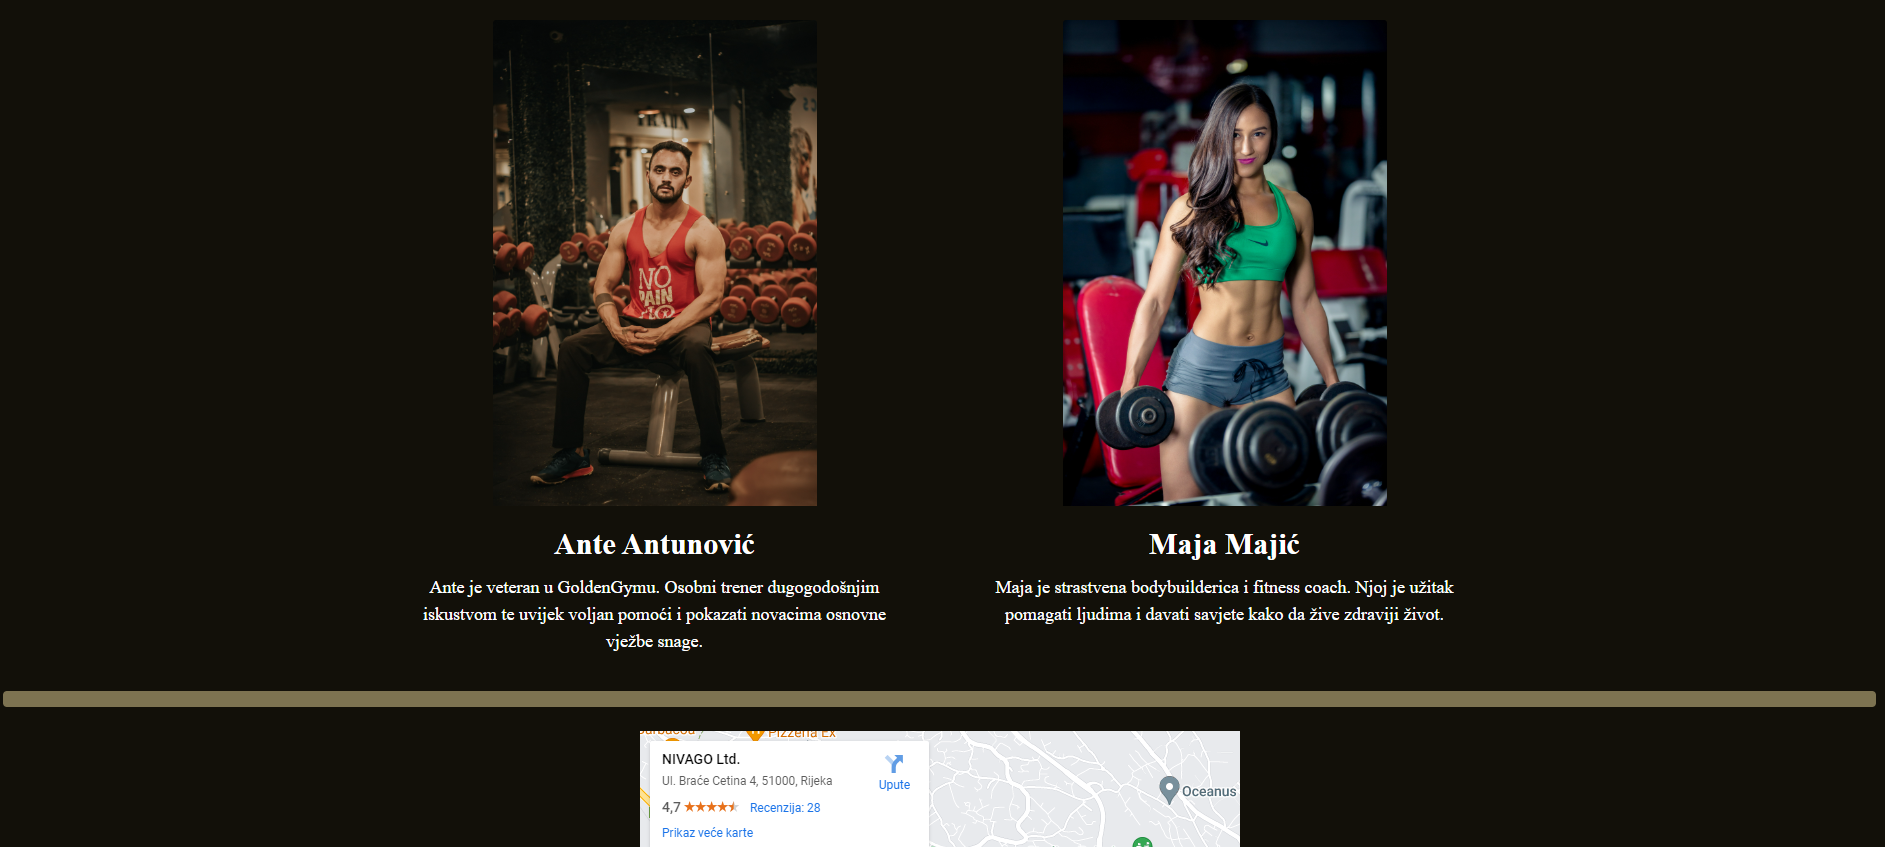 NO
PAIN
Ante Antunović
Maja Majić
Ante je veteran u GoldenGymu. Osobni trener dugogodošnjim
iskustvom te uvijek voljan pomoći i pokazati novacima osnovne
vježbe snage.
Maja je strastvena bodybuilderica i fitness coach. Njoj je užitak
pomagati ljudima i davati savjete kako da žive zdraviji život.
Pizzeria Ex
NIVAGO Ltd.
Ul. Braće Cetina 4, 51000, Rijeka
Upute
4,7 Recenzija: 28
Prikaz veće karte
Oceanus